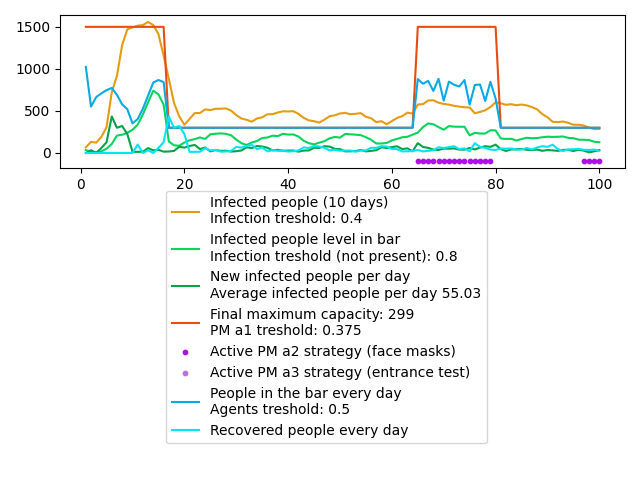 1500
1000
500
0
0 20 40 60 80 100
Infected people (10 days)
Infection treshold: 0.4
Infected people level in bar
Infection treshold (not present): 0.8
New infected people per day
Average infected people per day 55.03
Final maximum capacity: 299
PM a1 treshold: 0.375
Active PM a2 strategy (face masks)
Active PM a3 strategy (entrance test)
People in the bar every day
Agents treshold: 0.5
Recovered people every day